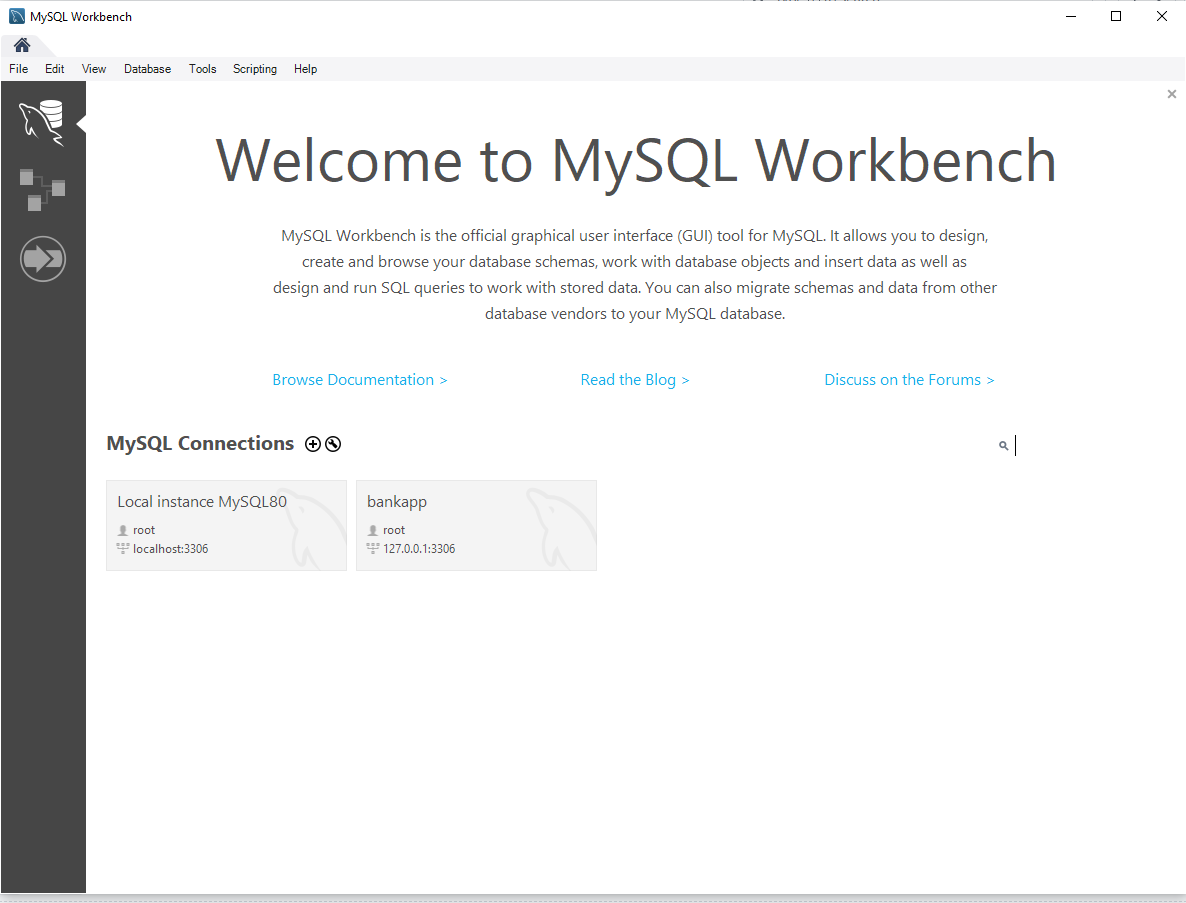 MySQL Workbench
File Edit View Database Tools Scripting Help
Welcome to MySQL Workbench
MySQL Workbench is the official graphical user interface (GUI) tool for MySQL. It allows you to design,
create and browse your database schemas, work with database objects and insert data as well as
design and run SQL queries to work with stored data. You can also migrate schemas and data from other
database vendors to your MySQL database.
Browse Documentation > Read the Blog > Discuss on the Forums >
MySQL Connections
Local instance MySQL80
root
localhost:3306
bankapp
root
127.0.0.1:3306